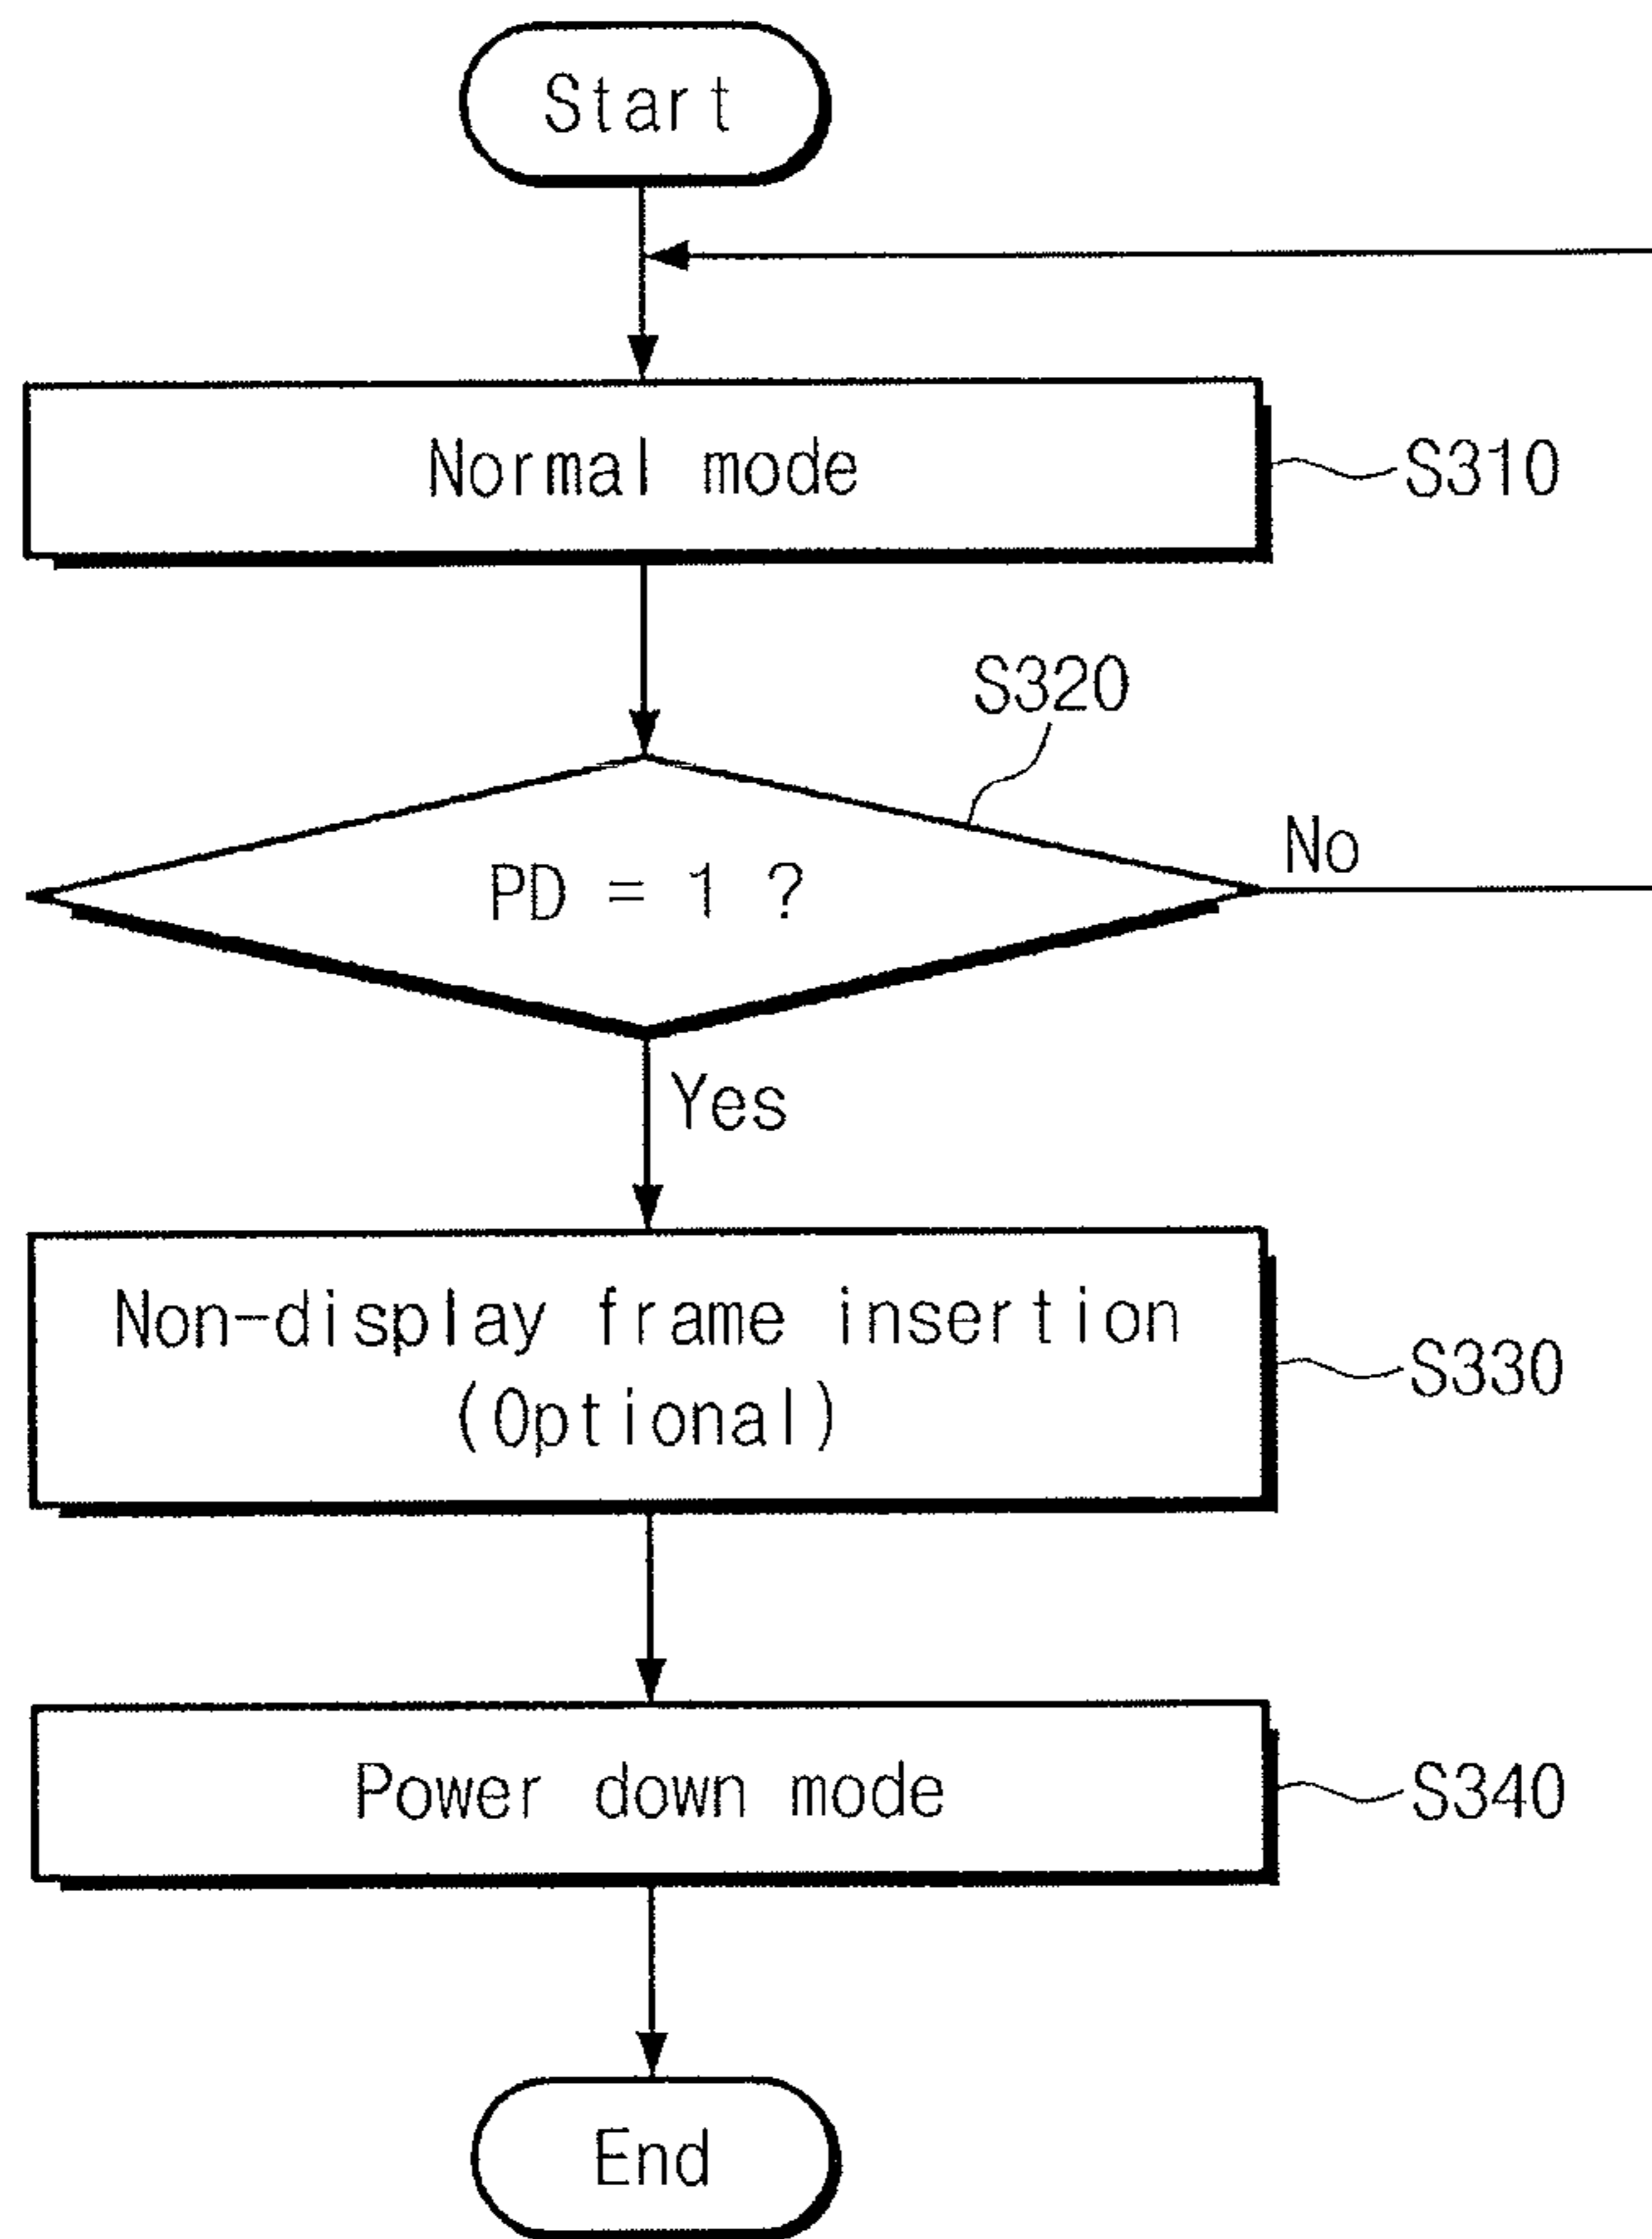 Start
Normal mode
S310
S320
PD = 1 ?
No
Yes
Non-display frame insertion
(Optional)
S330
Power down mode
S340
End